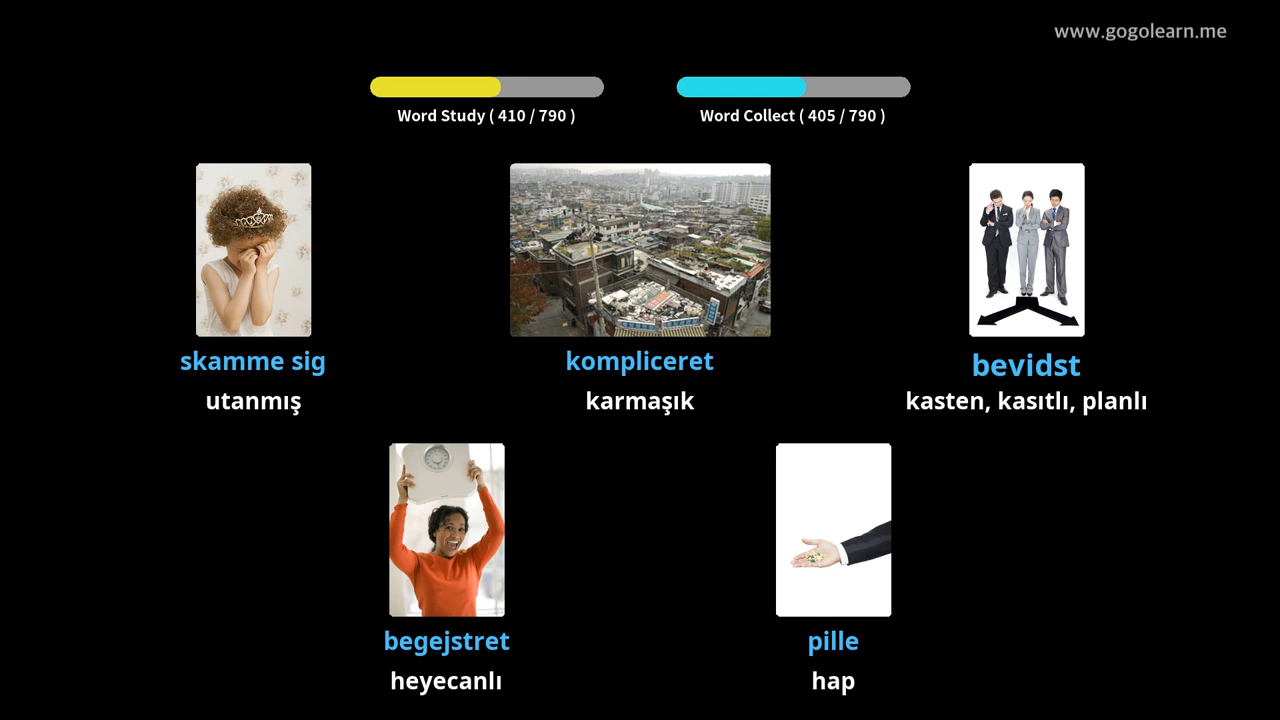 www.gogolearn.me
Word Study ( 410 / 790 )
Word Collect ( 405 / 790 )
skamme sig
utanmış
kompliceret
karmaşık
bevidst
kasten, kasıtlı, planlı
begejstret
heyecanlı
pille
hap